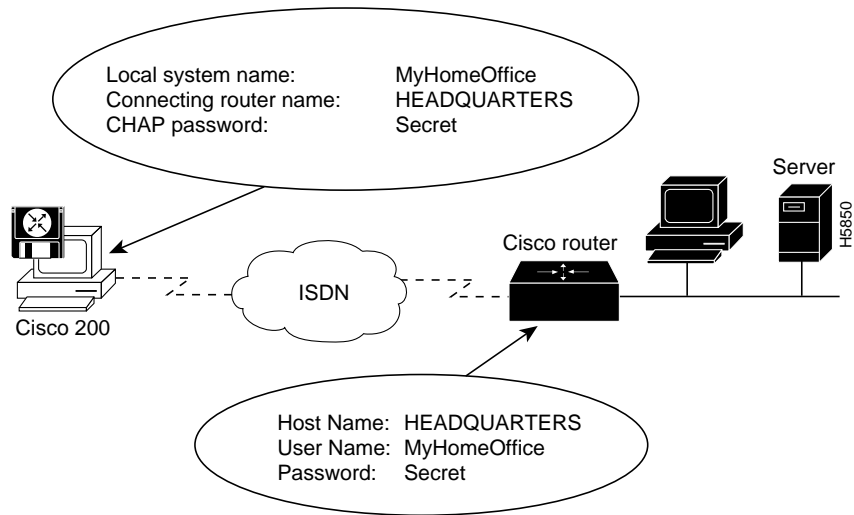 Local system name: MyHomeOffice
Connecting router name: HEADQUARTERS
CHAP password: Secret
Server
H5850
Cisco router
ISDN
Cisco 200
Host Name: HEADQUARTERS
User Name: MyHomeOffice
Password: Secret